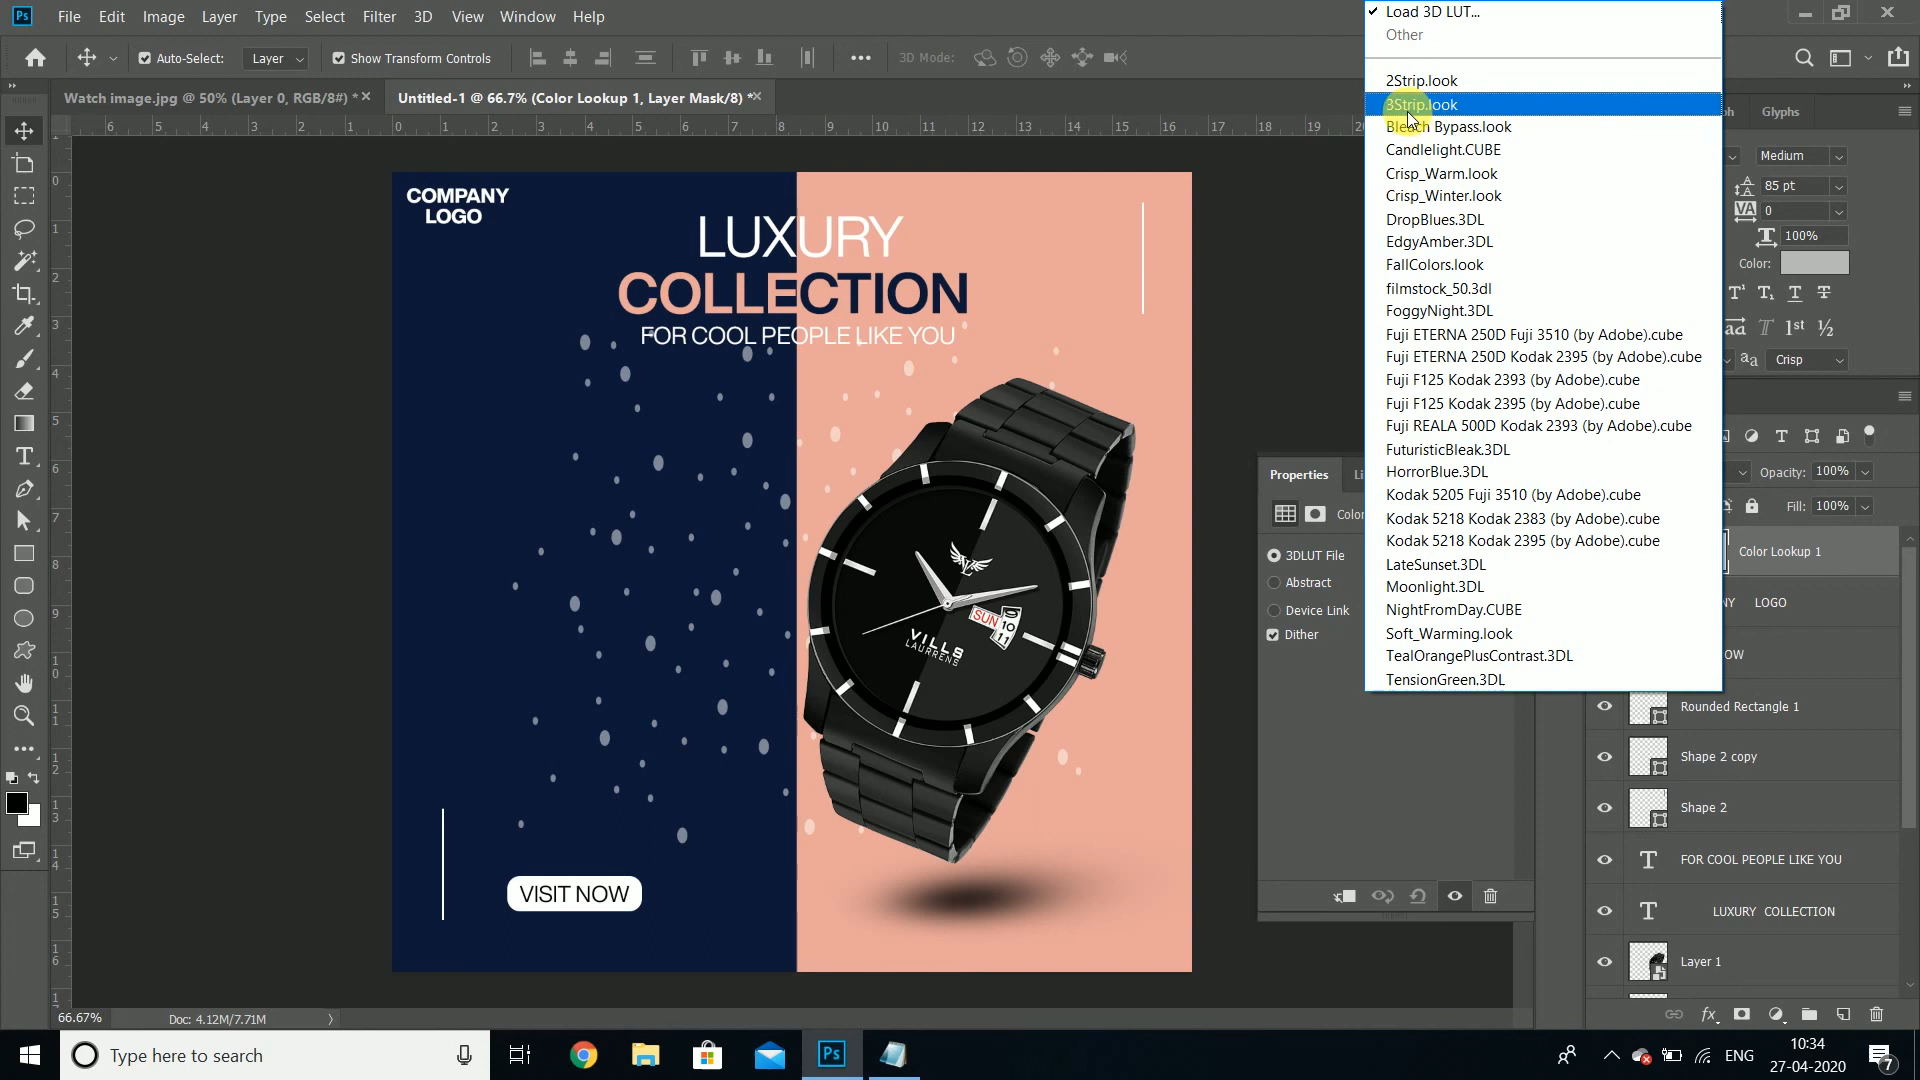 File Edit Image Layer Type Select Filter 3D View Window Help
Auto-Select: Layer Show Transform Controls 3D Mode:
Watch image.jpg @ 50% (Layer 0, RGB/8#) *
Untitled-1 @ 66.7% (Color Lookup 1, Layer Mask/8) *
COMPANY
LOGO
LUXURY
COLLECTION
FOR COOL PEOPLE LIKE YOU
SUN 10
11
VILLS
LAURRENS
VISIT NOW
Load 3D LUT...
Other
2Strip.look
3Strip.look
Bleach Bypass.look
Candlelight.CUBE
Crisp_Warm.look
Crisp_Winter.look
DropBlues.3DL
EdgyAmber.3DL
FallColors.look
filmstock_50.3dl
FoggyNight.3DL
Fuji ETERNA 250D Fuji 3510 (by Adobe).cube
Fuji ETERNA 250D Kodak 2395 (by Adobe).cube
Fuji F125 Kodak 2393 (by Adobe).cube
Fuji F125 Kodak 2395 (by Adobe).cube
Fuji REALA 500D Kodak 2393 (by Adobe).cube
FuturisticBleak.3DL
HorrorBlue.3DL
Kodak 5205 Fuji 3510 (by Adobe).cube
Kodak 5218 Kodak 2383 (by Adobe).cube
Kodak 5218 Kodak 2395 (by Adobe).cube
LateSunset.3DL
Moonlight.3DL
NightFromDay.CUBE
Soft_Warming.look
TealOrangePlusContrast.3DL
TensionGreen.3DL
Properties
3DLUT File
Abstract
Device Link
Dither
Glyphs
Medium
85 pt
0
100%
Color:
1st ½
Crisp
Opacity: 100%
Fill: 100%
Color Lookup 1
LOGO
Rounded Rectangle 1
Shape 2 copy
Shape 2
FOR COOL PEOPLE LIKE YOU
LUXURY COLLECTION
Layer 1
66.67% Doc: 4.12M/7.71M
Type here to search
ENG
10:34
27-04-2020
7